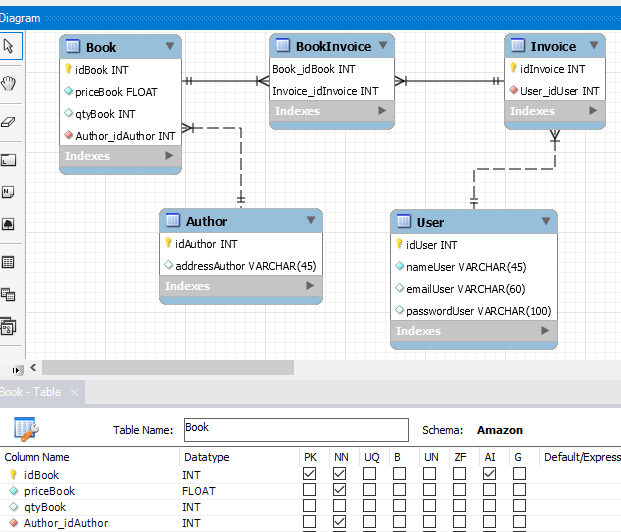 Diagram
Book
idBook INT
priceBook FLOAT
qtyBook INT
Author_idAuthor INT
Indexes
BookInvoice
Book_idBook INT
Invoice_idInvoice INT
Indexes
Invoice
idInvoice INT
User_idUser INT
Indexes
Author
idAuthor INT
addressAuthor VARCHAR(45)
Indexes
User
idUser INT
nameUser VARCHAR(45)
emailUser VARCHAR(60)
passwordUser VARCHAR(100)
Indexes
Book - Table
Table Name: Book Schema: Amazon
Column Name Datatype PK NN UQ B UN ZF AI G Default/Express
idBook INT
priceBook FLOAT
qtyBook INT
Author_idAuthor INT